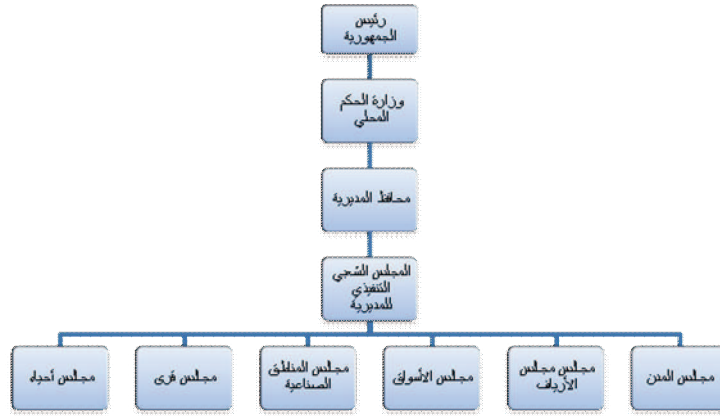 رئيس
الجمهورية
وزارة الحكم
المحلي
محافظ المديرية
المجلس الشعبي
التنفيذي
للمديرية
مجلس المدن
مجلس مجلس
الأرياف
مجلس الأسواق
مجلس المناطق
الصناعية
مجلس قرى
مجلس أحياء